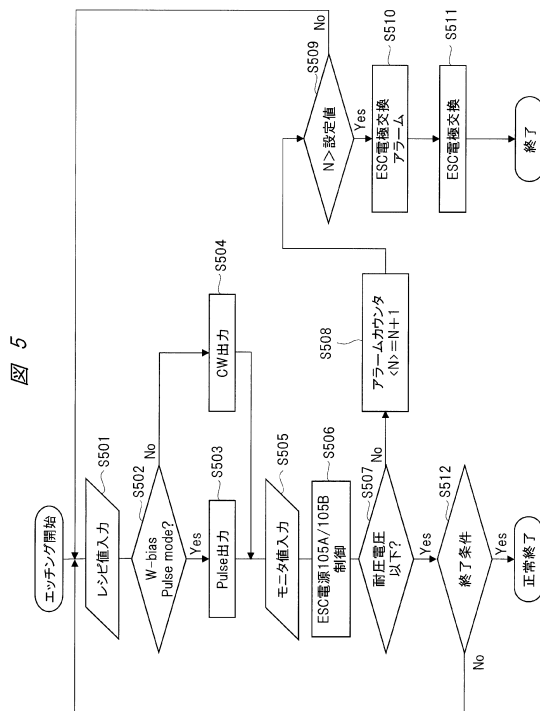 図 5
エッチング開始
レシピ値入力
S501
W-bias
Pulse mode?
S502
Yes
No
Pulse出力
S503
CW出力
S504
モニタ値入力
S505
ESC電源105A/105B
制御
S506
耐圧電圧
以下?
S507
No
Yes
アラームカウンタ
<N>=N+1
S508
N>設定値
S509
No
Yes
ESC電極交換
アラーム
S510
ESC電極交換
S511
終了
終了条件
S512
No
Yes
正常終了